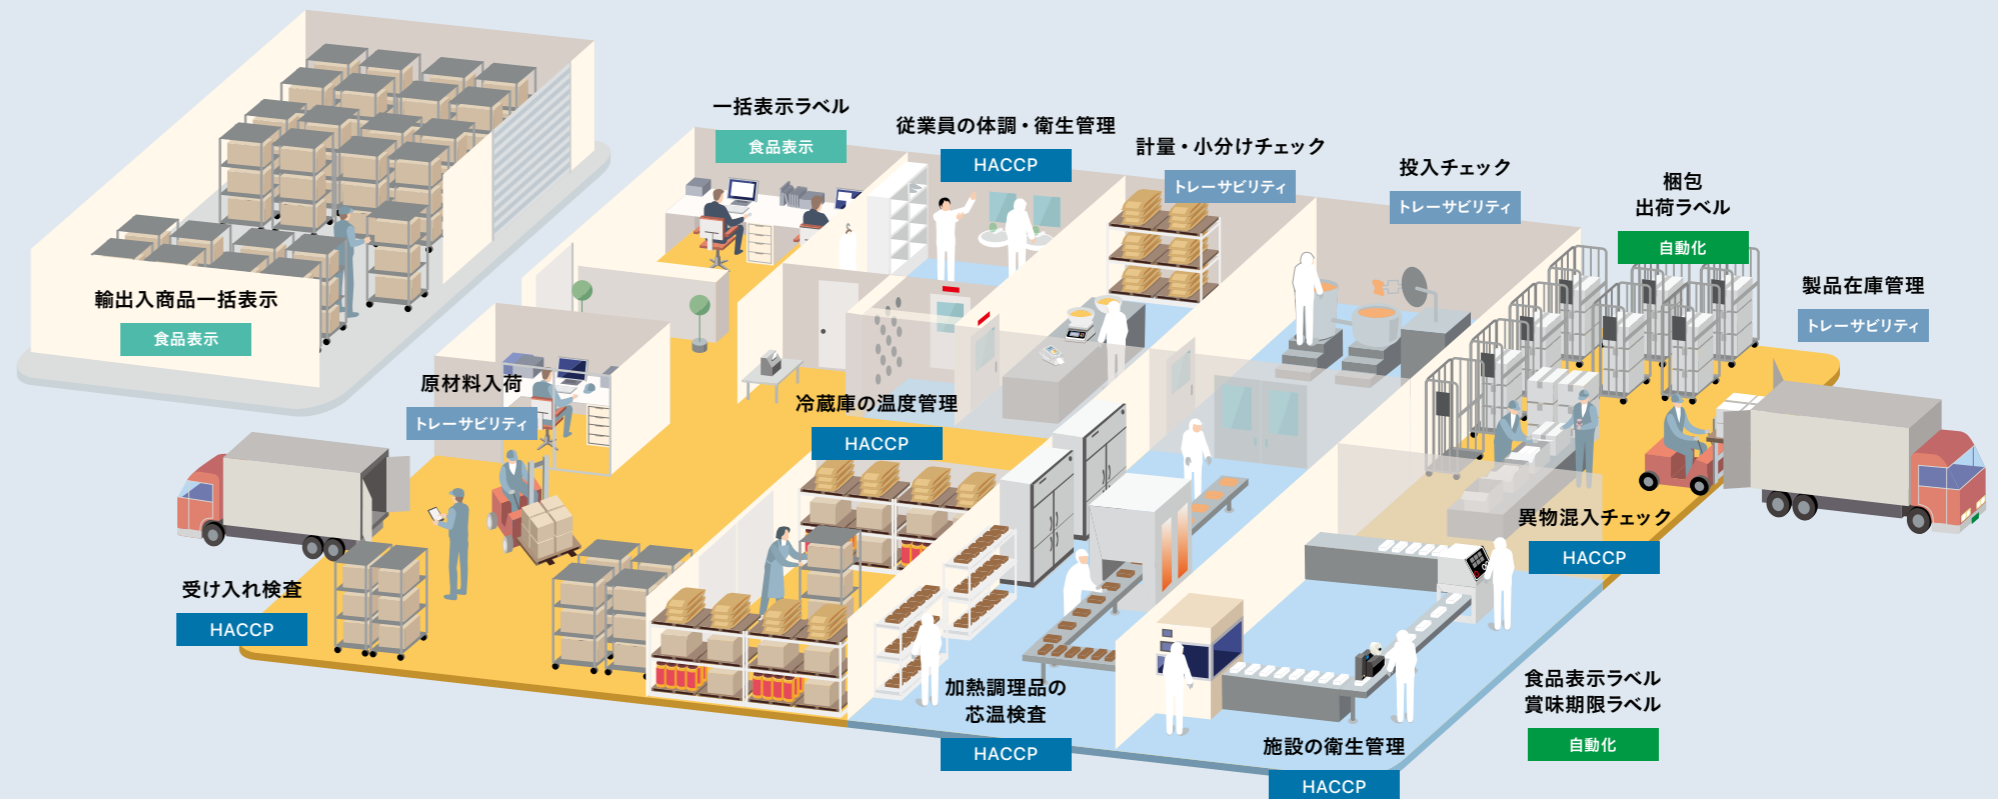 一括表示ラベル
食品表示
従業員の体調・衛生管理
HACCP
計量・小分けチェック
トレーサビリティ
投入チェック
トレーサビリティ
梱包
出荷ラベル
自動化
製品在庫管理
トレーサビリティ
輸出入商品一括表示
食品表示
原材料入荷
トレーサビリティ
冷蔵庫の温度管理
HACCP
異物混入チェック
HACCP
受け入れ検査
HACCP
加熱調理品の
芯温検査
HACCP
食品表示ラベル
賞味期限ラベル
自動化
施設の衛生管理
HACCP